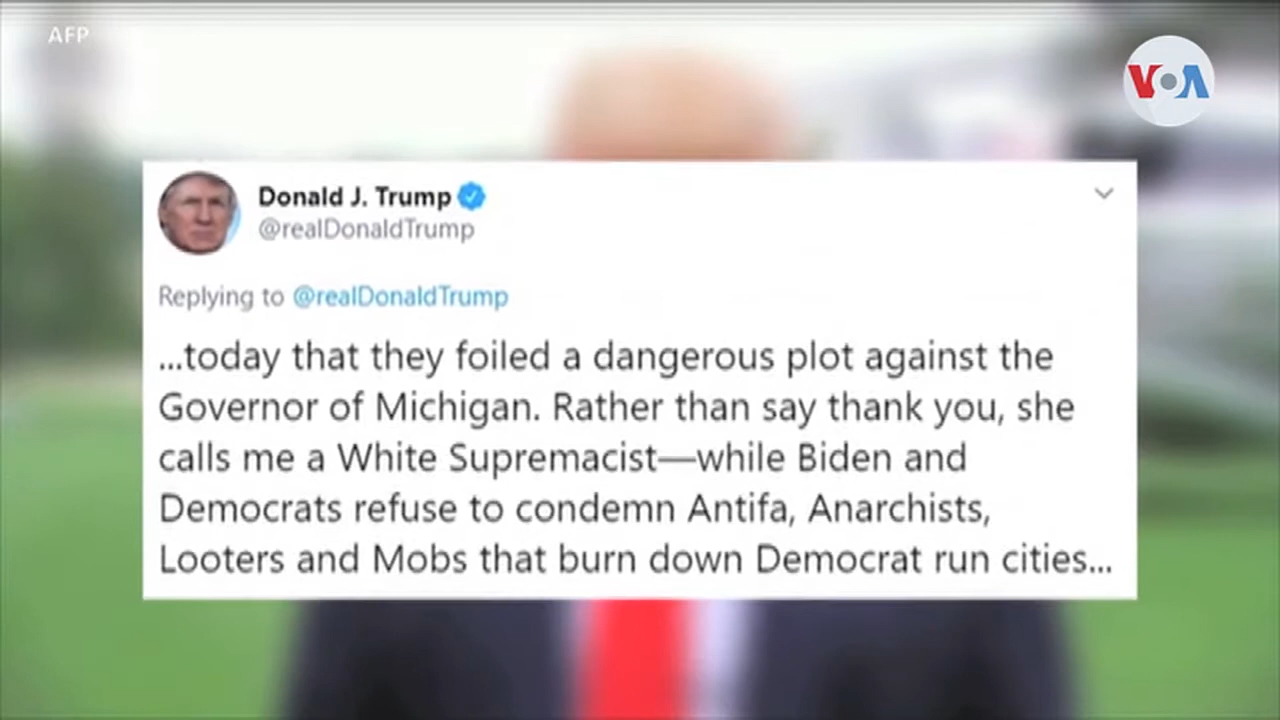 AFP
VOA
Donald J. Trump
@realDonaldTrump
Replying to @realDonaldTrump
...today that they foiled a dangerous plot against the
Governor of Michigan. Rather than say thank you, she
calls me a White Supremacist—while Biden and
Democrats refuse to condemn Antifa, Anarchists,
Looters and Mobs that burn down Democrat run cities...